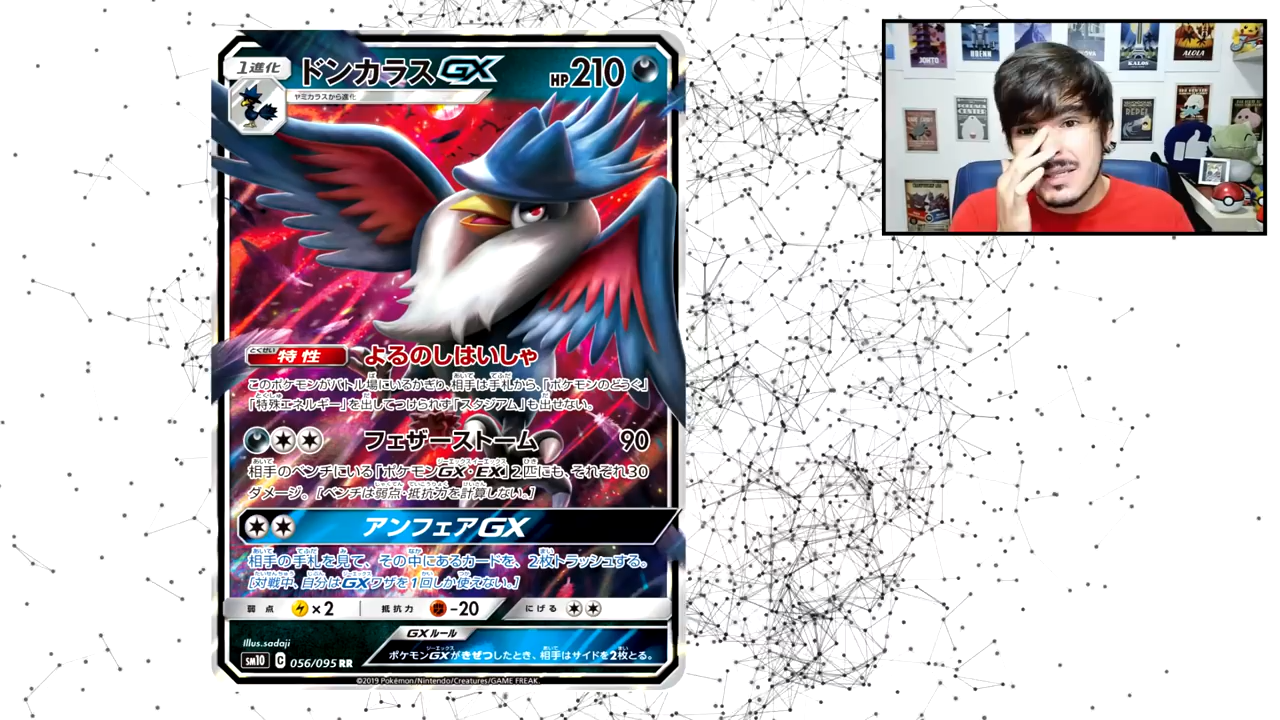 1進化
ドンカラスGX
HP210
ヤミカラスから進化
JOHTO
HOENN
KALOS
ALOLA
REPEL
とくせい
特性 よるのしはいしゃ
このポケモンがバトル場にいるかぎり、相手は手札から、「ポケモンのどうぐ」
「特殊エネルギー」を出してつけられず「スタジアム」も出せない。
フェザーストーム 90
相手のベンチにいる「ポケモンGX・EX」2匹にも、それぞれ30
ダメージ。[ベンチは弱点・抵抗力を計算しない。]
アンフェアGX
相手の手札を見て、その中にあるカードを、2枚トラッシュする。
[対戦中、自分はGXワザを1回しか使えない。]
弱点 ×2 抵抗力 -20 にげる
GXルール
ポケモンGXがきぜつしたとき、相手はサイドを2枚とる。
Illus.sadaji
sm10 C 056/095 RR
©2019 Pokémon/Nintendo/Creatures/GAME FREAK.